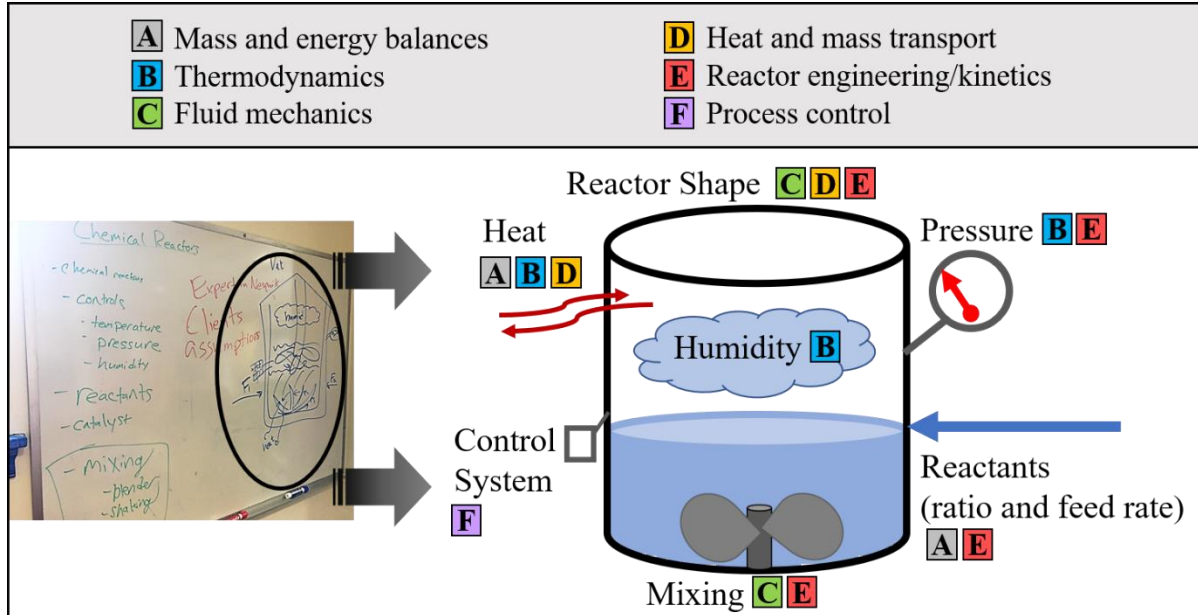 A Mass and energy balances
B Thermodynamics
C Fluid mechanics
D Heat and mass transport
E Reactor engineering/kinetics
F Process control
Chemical Reactors
- chemical reactions
- controls
· temperature
· pressure
- humidity
- reactants
- catalyst
- mixing
- blender
- shaking
Clients
assumptions
Vat
Reactor Shape C D E
Heat
A B D
Pressure B E
Humidity B
Control
System
F
Reactants
(ratio and feed rate)
A E
Mixing C E